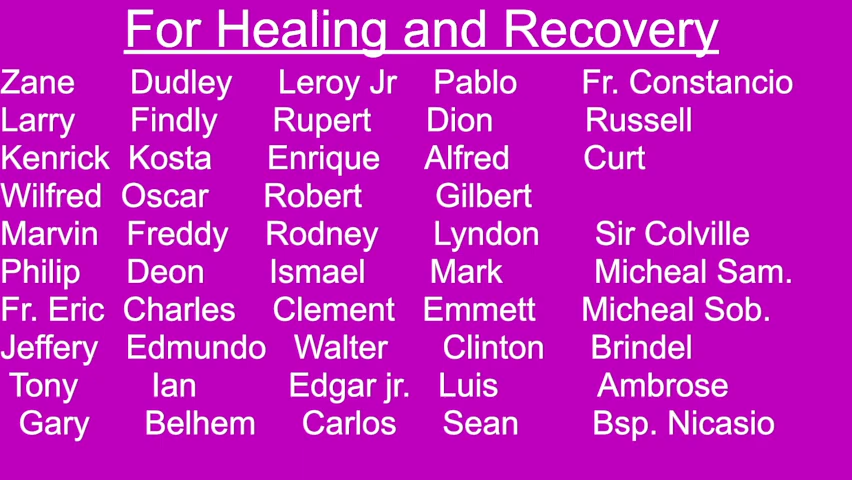 For Healing and Recovery
Zane Dudley Leroy Jr Pablo Fr. Constancio
Larry Findly Rupert Dion Russell
Kenrick Kosta Enrique Alfred Curt
Wilfred Oscar Robert Gilbert
Marvin Freddy Rodney Lyndon Sir Colville
Philip Deon Ismael Mark Micheal Sam.
Fr. Eric Charles Clement Emmett Micheal Sob.
Jeffery Edmundo Walter Clinton Brindel
Tony Ian Edgar jr. Luis Ambrose
Gary Belhem Carlos Sean Bsp. Nicasio